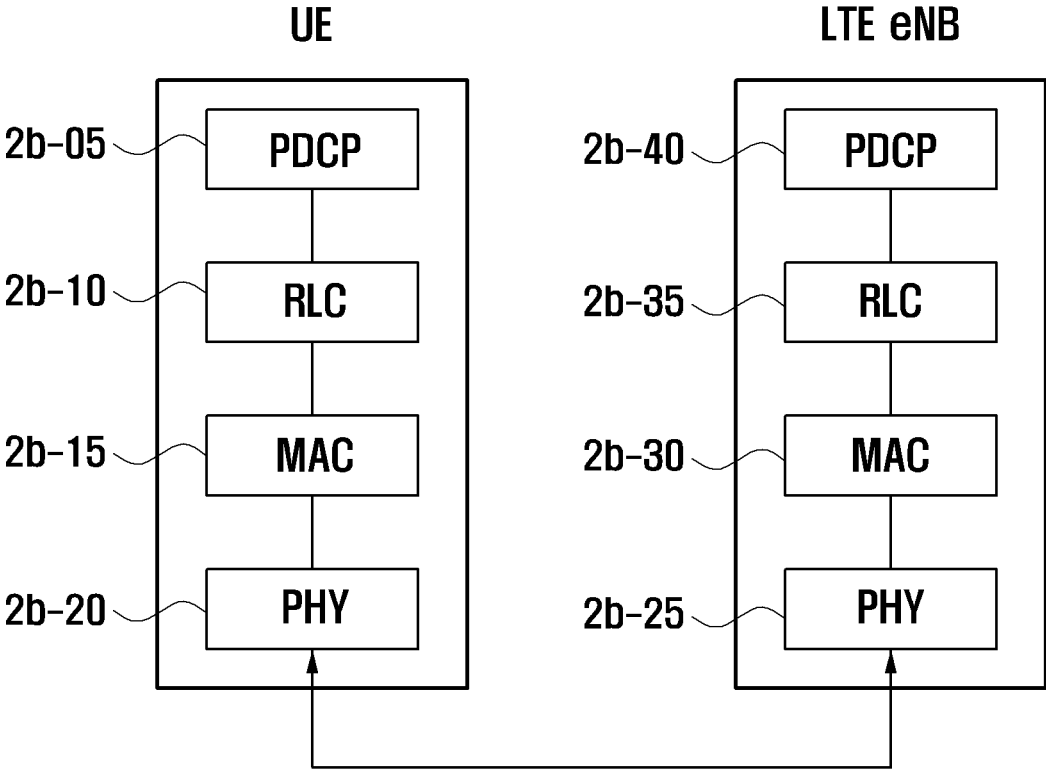 UE
LTE eNB
2b-05
PDCP
2b-40
PDCP
2b-10
RLC
2b-35
RLC
2b-15
MAC
2b-30
MAC
2b-20
PHY
2b-25
PHY